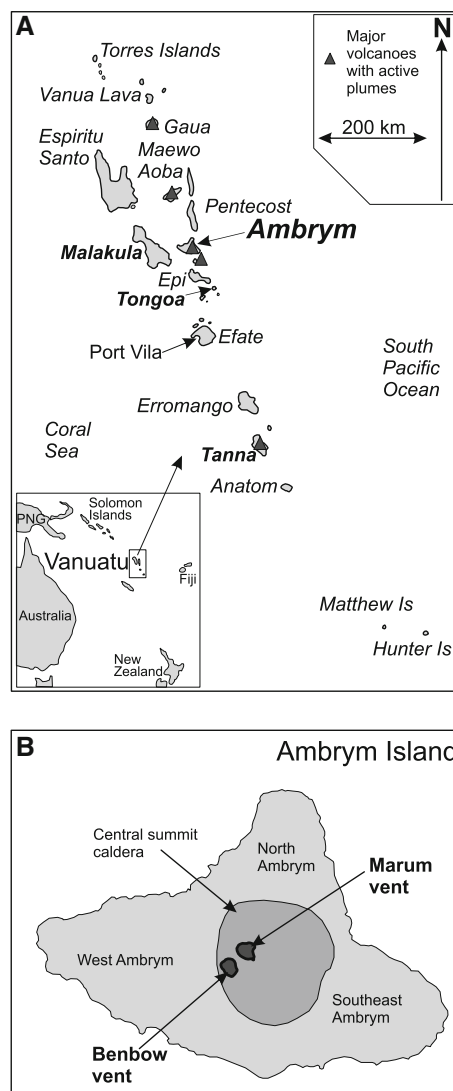 A
N
Major
volcanoes
with active
plumes
200 km
Torres Islands
Vanua Lava
Gaua
Espiritu
Santo
Maewo
Aoba
Pentecost
Ambrym
Malakula
Epi
Tongoa
Efate
Port Vila
South
Pacific
Ocean
Erromango
Coral
Sea
Tanna
Anatom
PNG
Solomon
Islands
Vanuatu
Fiji
Australia
New
Zealand
Matthew Is
Hunter Is
B
Ambrym Island
Central summit
caldera
North
Ambrym
Marum
vent
West Ambrym
Southeast
Ambrym
Benbow
vent